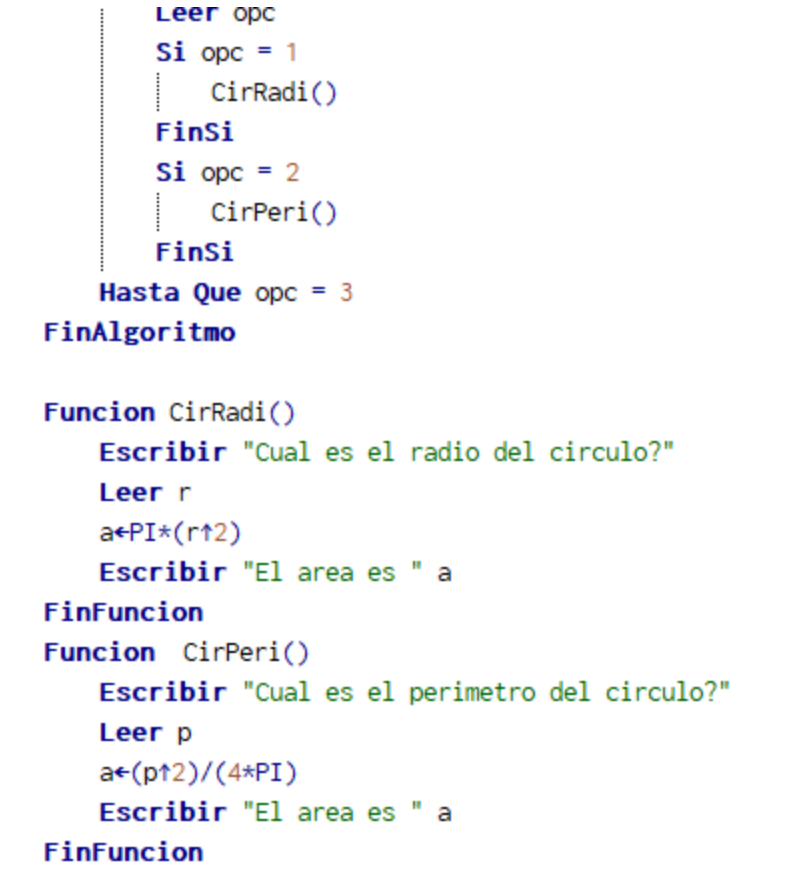 Leer opc
Si opc = 1
CirRadi()
FinSi
Si opc = 2
CirPeri()
FinSi
Hasta Que opc = 3
FinAlgoritmo
Funcion CirRadi()
Escribir "Cual es el radio del circulo?"
Leer r
a←PI*(r↑2)
Escribir "El area es " a
FinFuncion
Funcion  CirPeri()
Escribir "Cual es el perimetro del circulo?"
Leer p
a←(p↑2)/(4*PI)
Escribir "El area es " a
FinFuncion